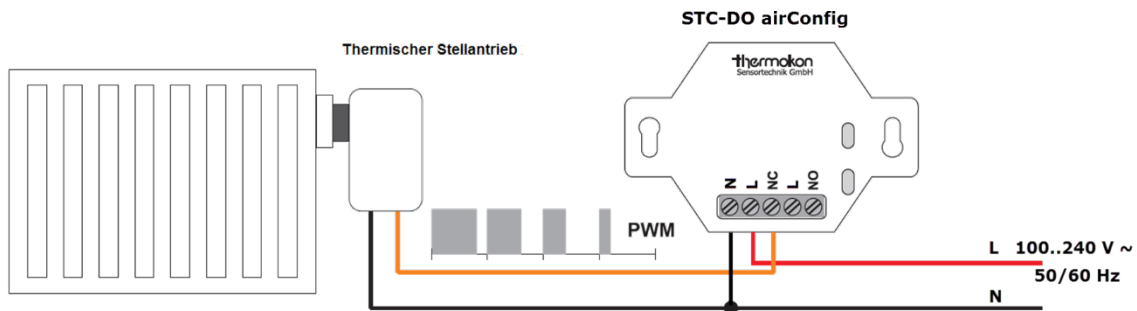 STC-DO airConfig
Thermischer Stellantrieb
thermokon
Sensortechnik GmbH
N L NC L NO
PWM
L 100..240 V ~
50/60 Hz
N